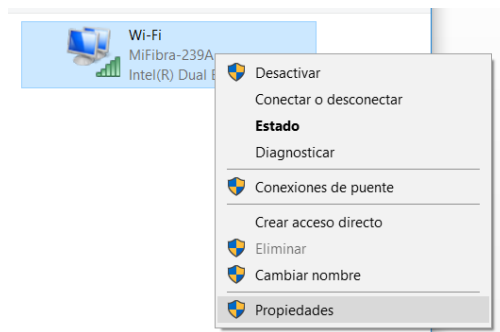 Wi-Fi
MiFibra-239A
Intel(R) Dual
Desactivar
Conectar o desconectar
Estado
Diagnosticar
Conexiones de puente
Crear acceso directo
Eliminar
Cambiar nombre
Propiedades